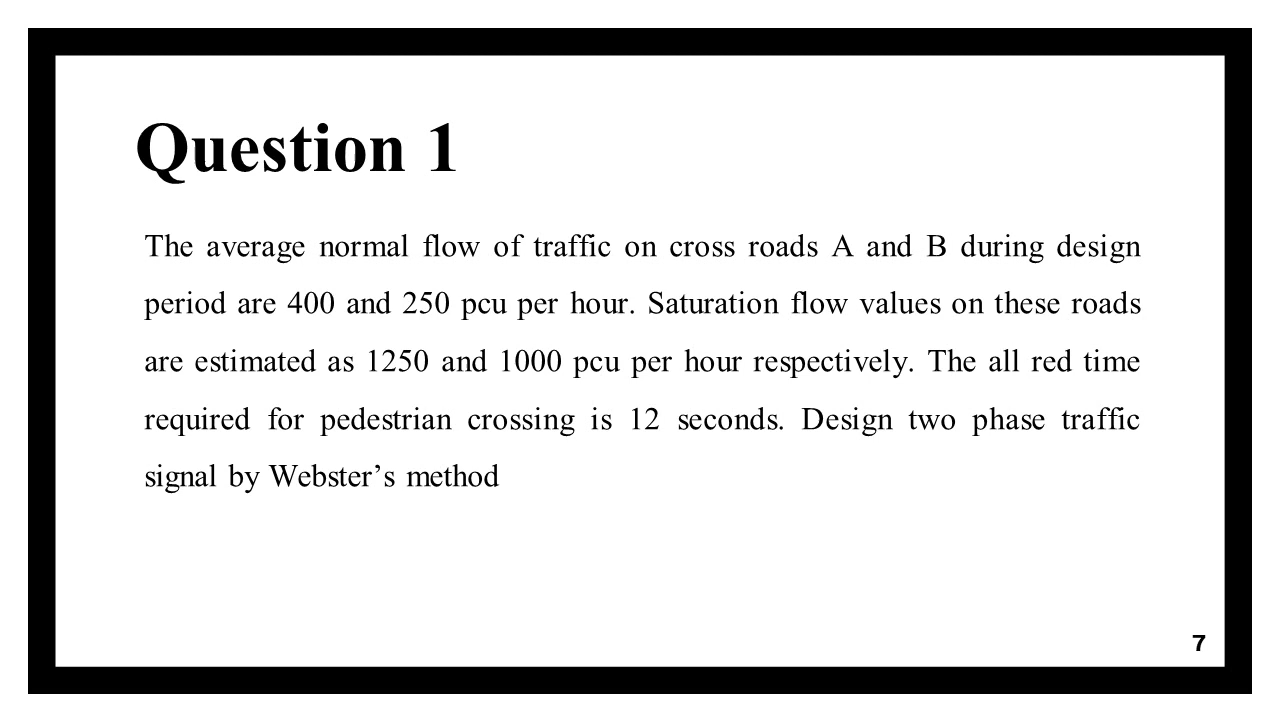 Question 1
The average normal flow of traffic on cross roads A and B during design
period are 400 and 250 pcu per hour. Saturation flow values on these roads
are estimated as 1250 and 1000 pcu per hour respectively. The all red time
required for pedestrian crossing is 12 seconds. Design two phase traffic
signal by Webster’s method
7